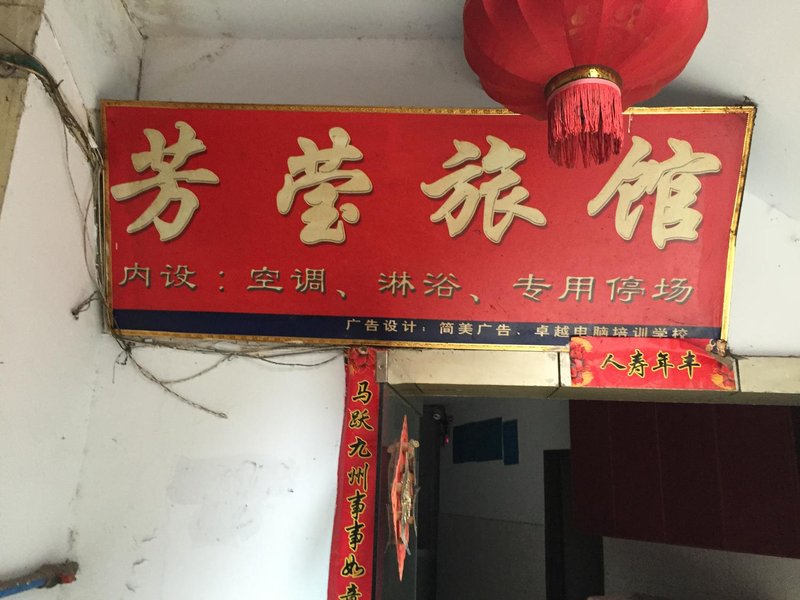 芳莹旅馆
内设：空调、淋浴、专用停场
广告设计：简美广告、卓越电脑培训学校
人寿年丰
马跃九州事事如意